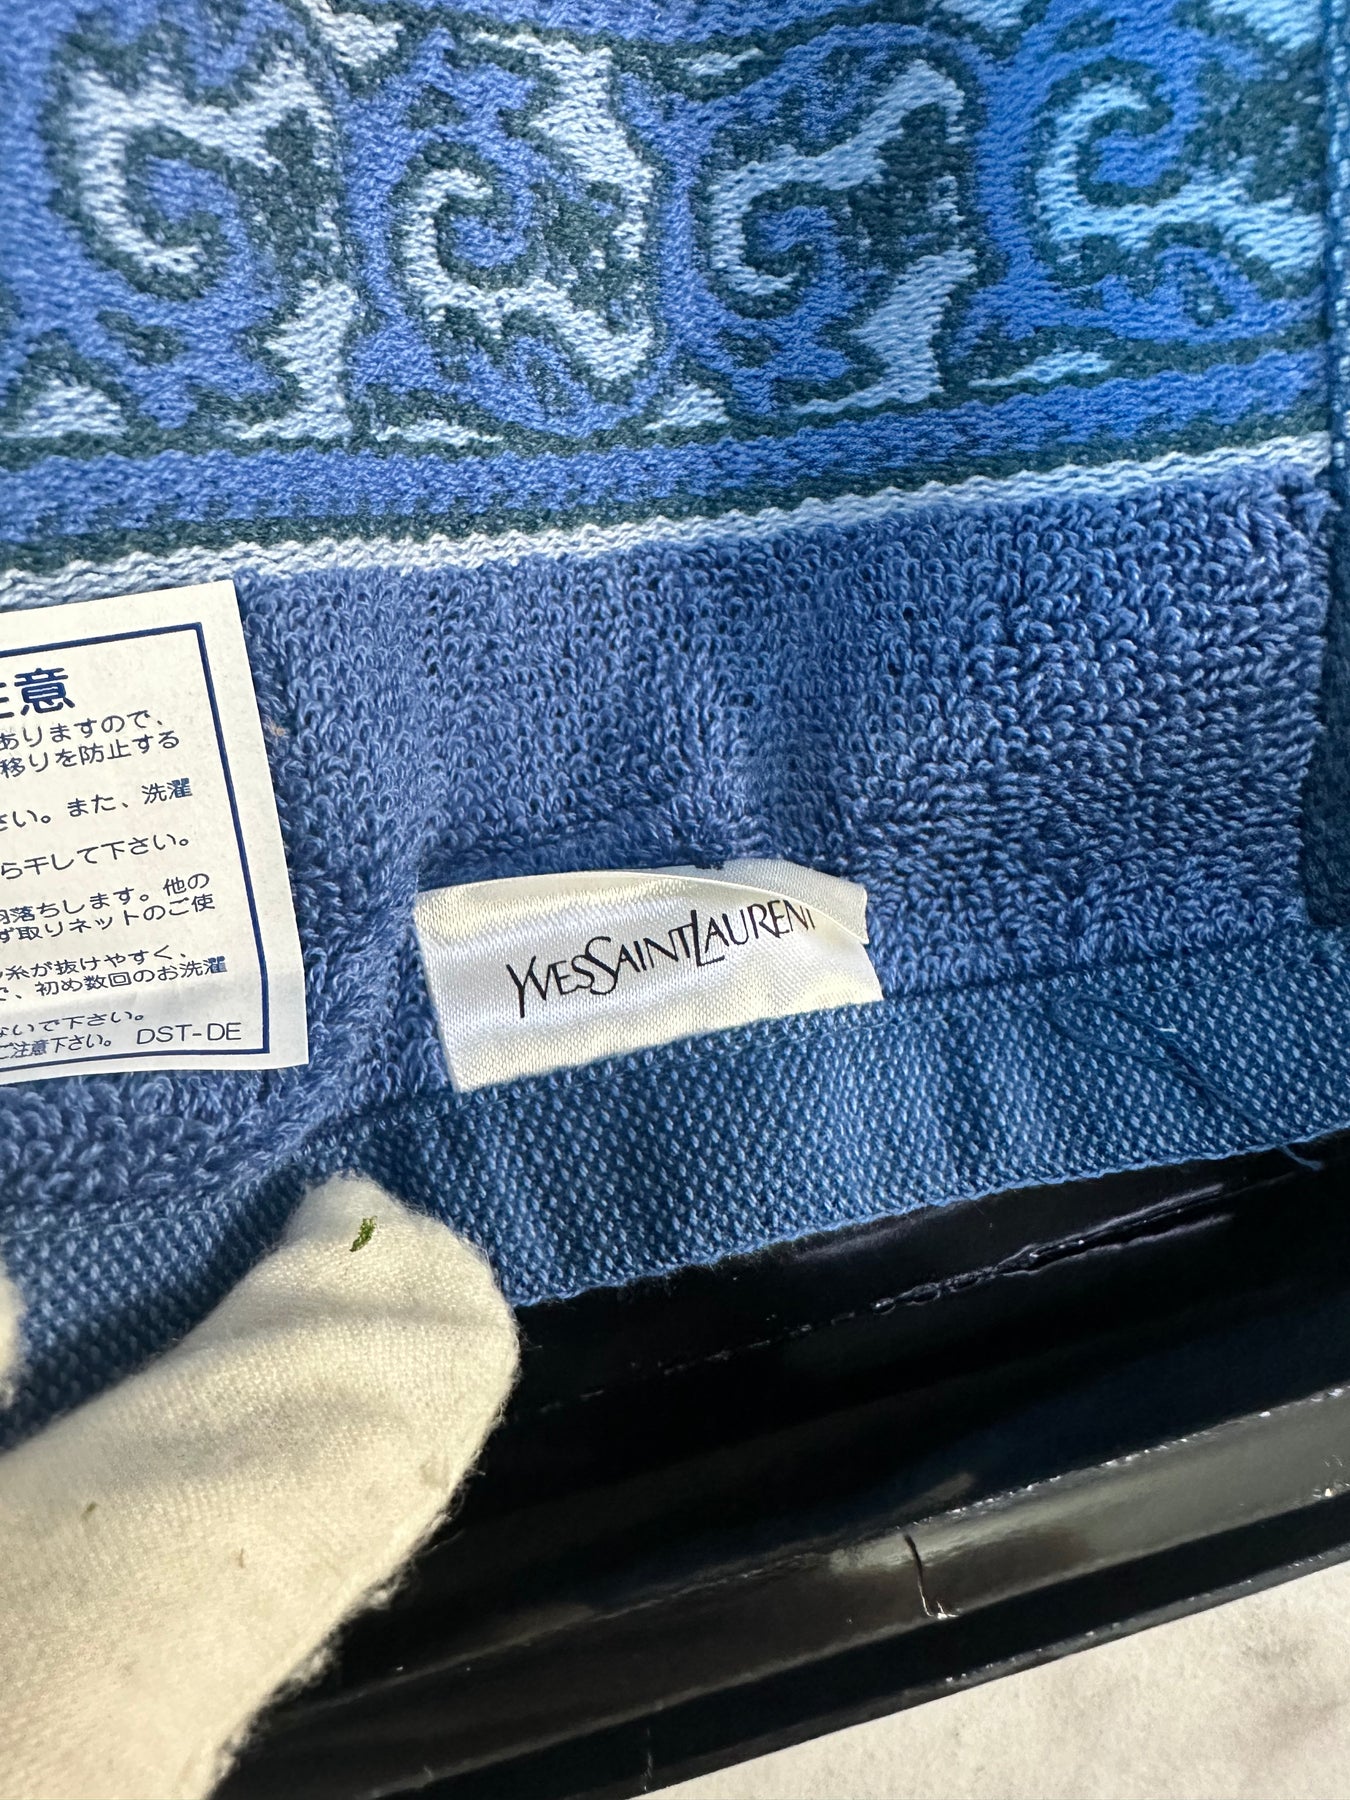 注意
ありますので、
移りを防止する
さい。また、洗濯
ら干して下さい。
羽落ちします。他の
ず取りネットのご使
糸が抜けやすく、
で、初め数回のお洗濯
ないで下さい。
ご注意下さい。 DST-DE
YVESSAINTLAURENT